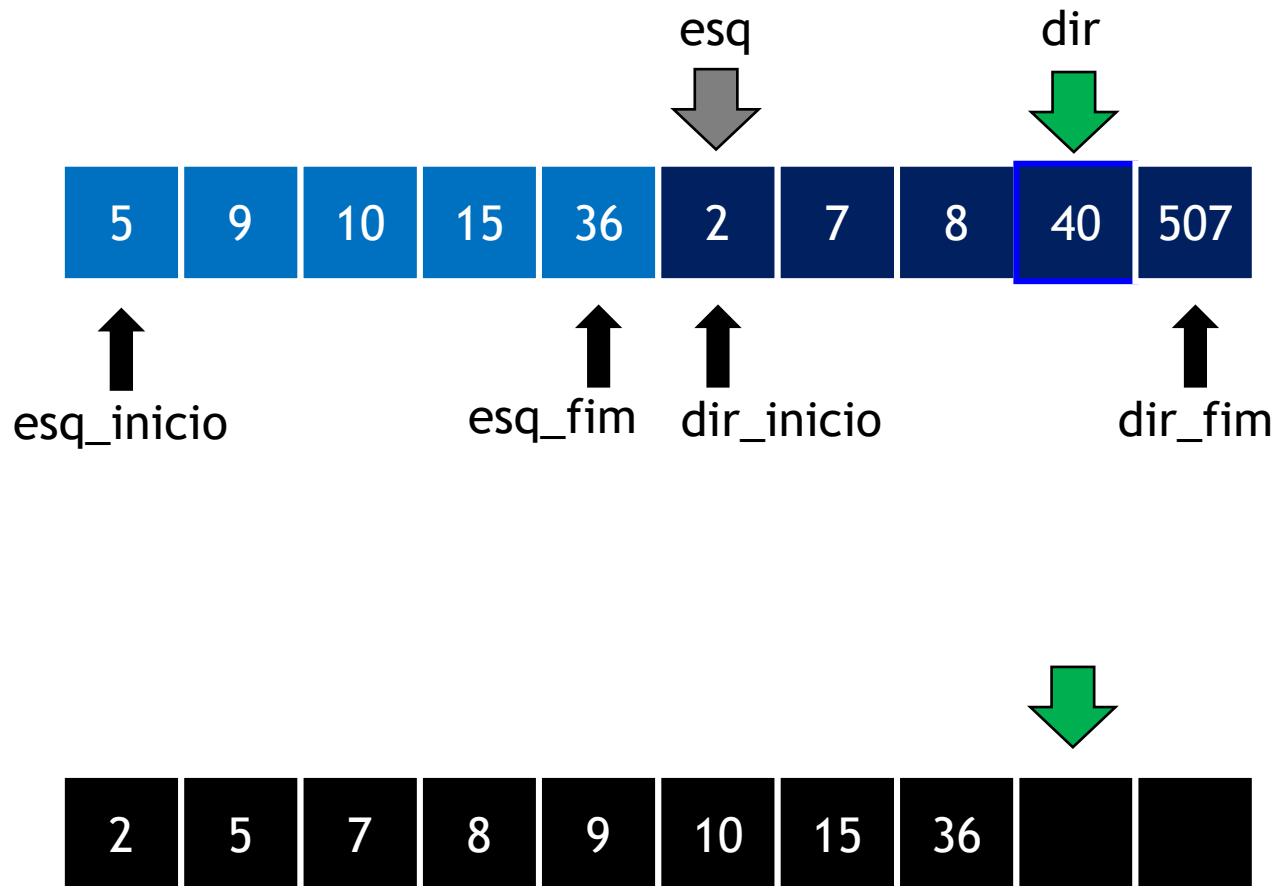 esq dir
5 9 10 15 36 2 7 8 40 507
esq_inicio esq_fim dir_inicio dir_fim
2 5 7 8 9 10 15 36